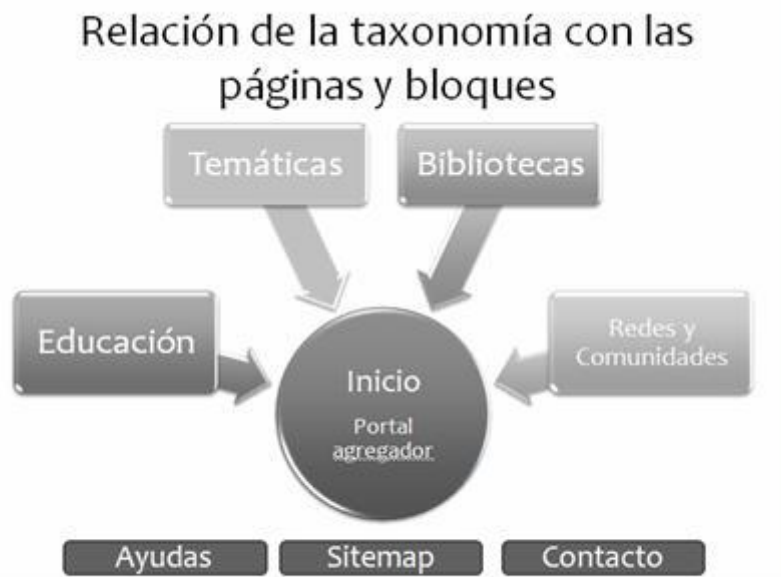 Relación de la taxonomía con las
páginas y bloques
Temáticas
Bibliotecas
Educación
Redes y
Comunidades
Inicio
Portal
agregador
Ayudas
Sitemap
Contacto